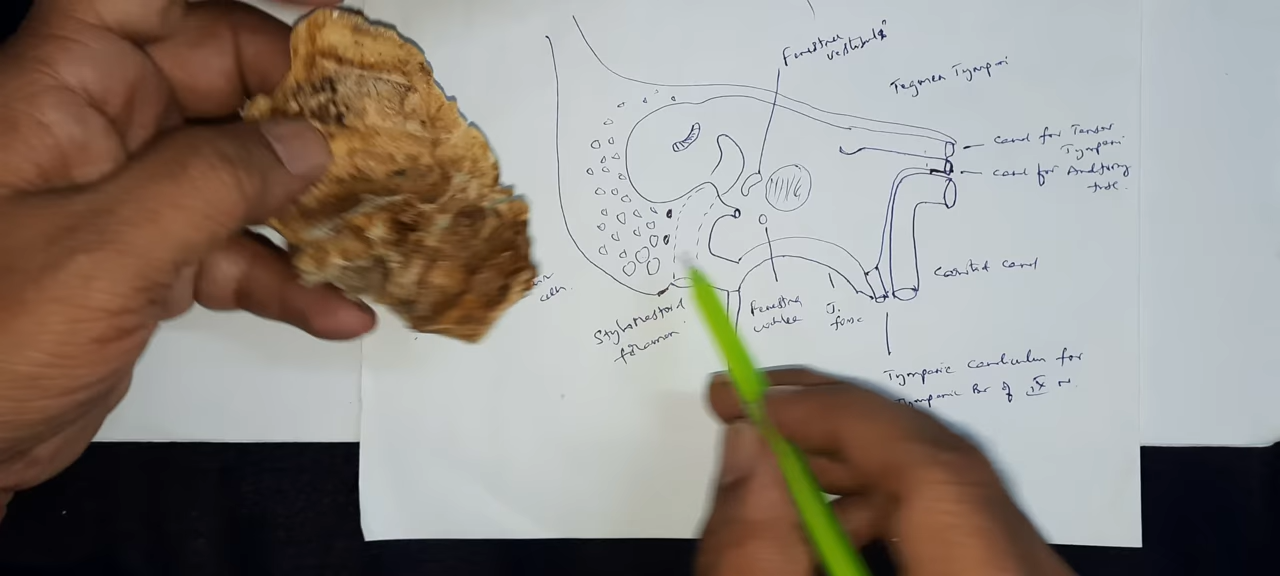 Fenestra
vestibuli
Tegmen Tympani
canal for Tensor
Tympani
canal for Auditory
tube.
Carotid canal
Stylomastoid
foramen
Fenestra
cochlea
J.
fossa
Tympanic canaliculus for
Tympanic Br of IX N.